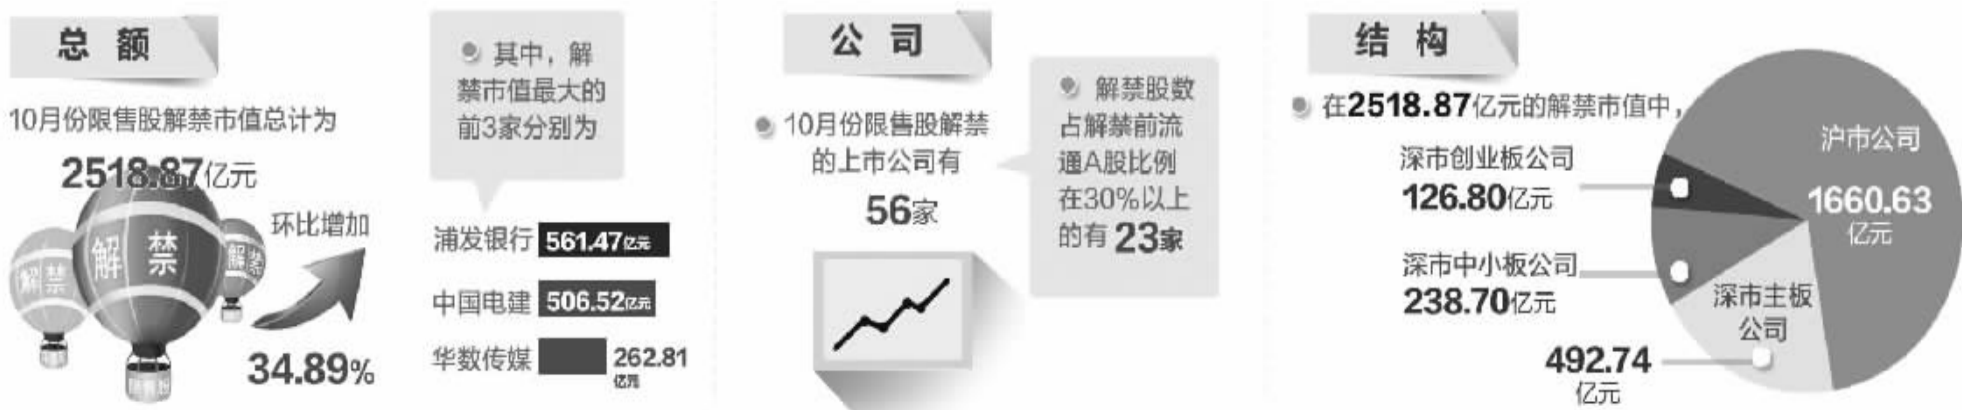 总额
10月份限售股解禁市值总计为
2518.87亿元
解禁
解禁
解禁
环比增加
34.89%
其中，解
禁市值最大的
前3家分别为
浦发银行 561.47亿元
中国电建 506.52亿元
华数传媒 262.81
亿元
公司
10月份限售股解禁
的上市公司有
56家
解禁股数
占解禁前流
通A股比例
在30%以上
的有23家
结构
在2518.87亿元的解禁市值中，
深市创业板公司
126.80亿元
深市中小板公司
238.70亿元
深市主板
公司
492.74
亿元
沪市公司
1660.63
亿元